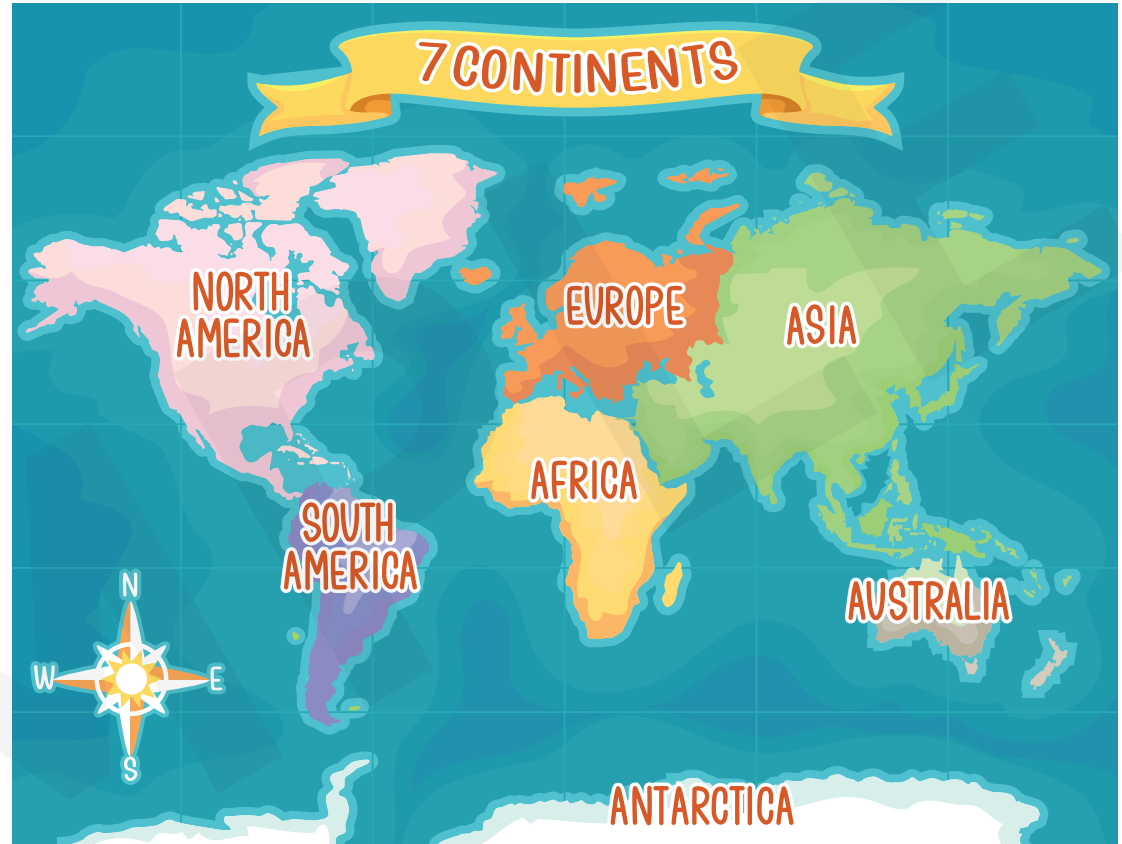 7 CONTINENTS
NORTH
AMERICA
EUROPE
ASIA
AFRICA
SOUTH
AMERICA
AUSTRALIA
N
W
E
S
ANTARCTICA